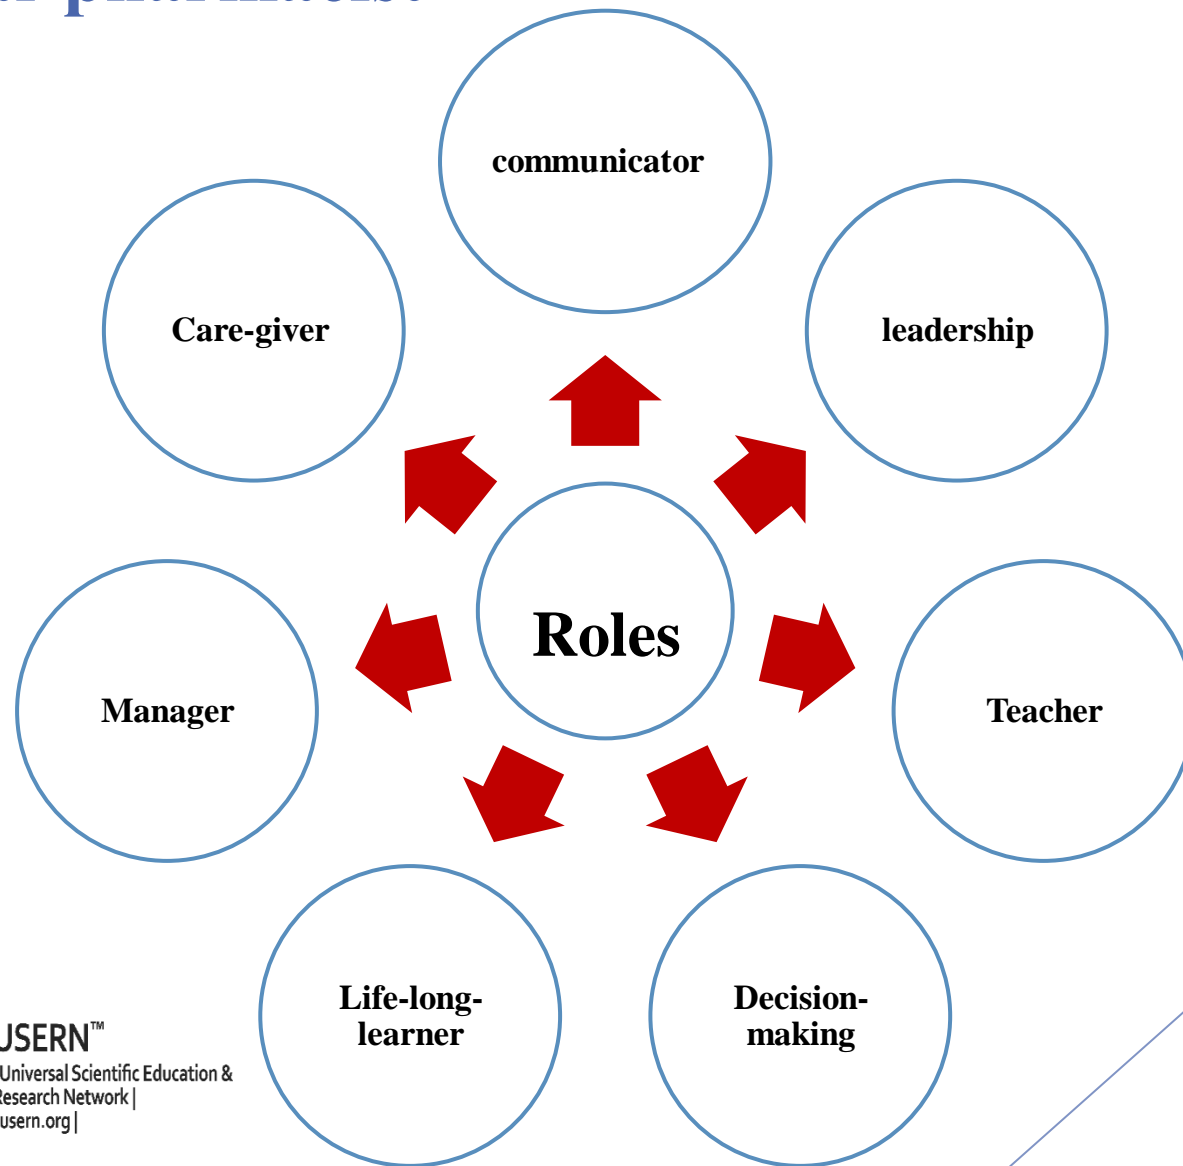 communicator
Care-giver
leadership
Roles
Manager
Teacher
Life-long-
learner
Decision-
making
USERN™
Universal Scientific Education &
Research Network |
usern.org |